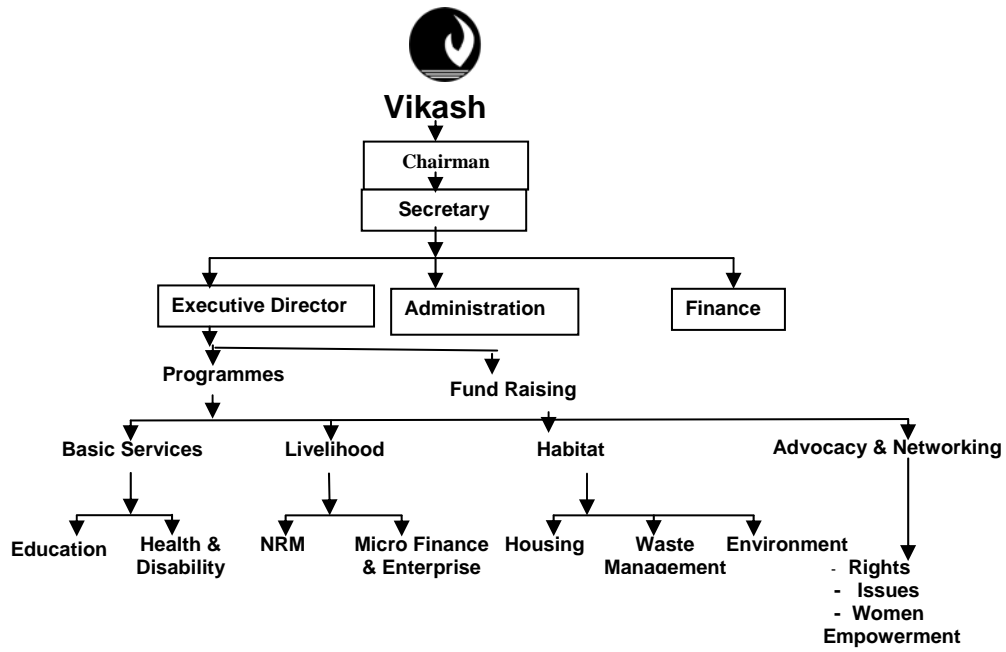 Vikash
Chairman
Secretary
Executive Director
Administration
Finance
Programmes
Fund Raising
Basic Services
Livelihood
Habitat
Advocacy & Networking
Education
Health &
Disability
NRM
Micro Finance
& Enterprise
Housing
Waste
Management
Environment
- Rights
- Issues
- Women
Empowerment